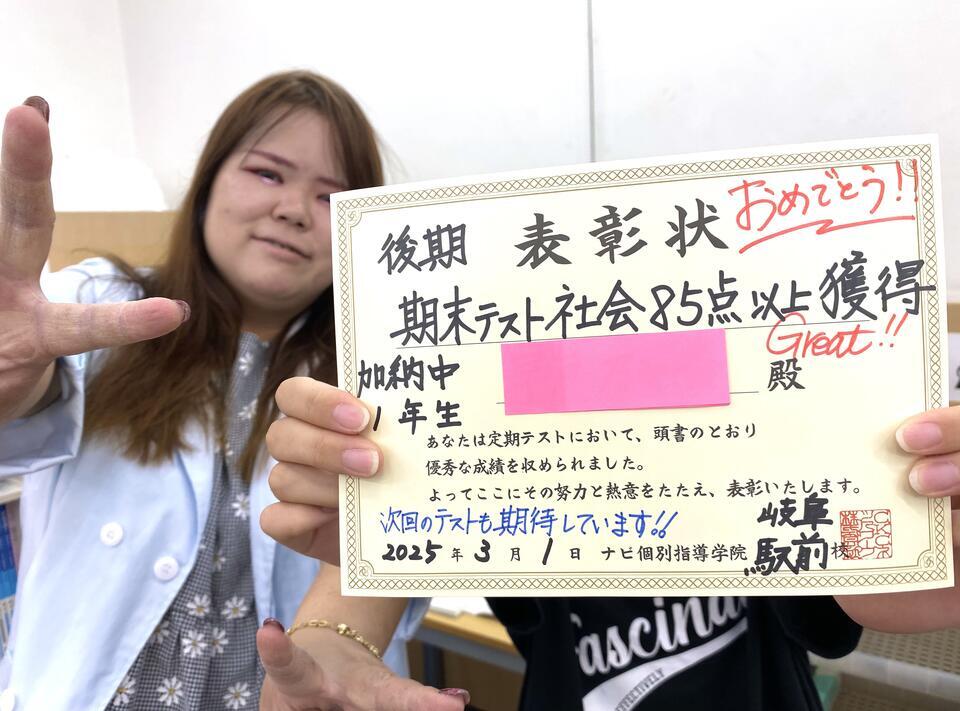 後期 表彰状 おめでとう!!
期末テスト社会85点以上獲得
Great!!
加納中
1年生
殿
あなたは定期テストにおいて、頭書のとおり
優秀な成績を収められました。
よってここにその努力と熱意をたたえ、表彰いたします。
次回のテストも期待しています!!
岐阜
2025年3月1日 ナビ個別指導学院 駅前校